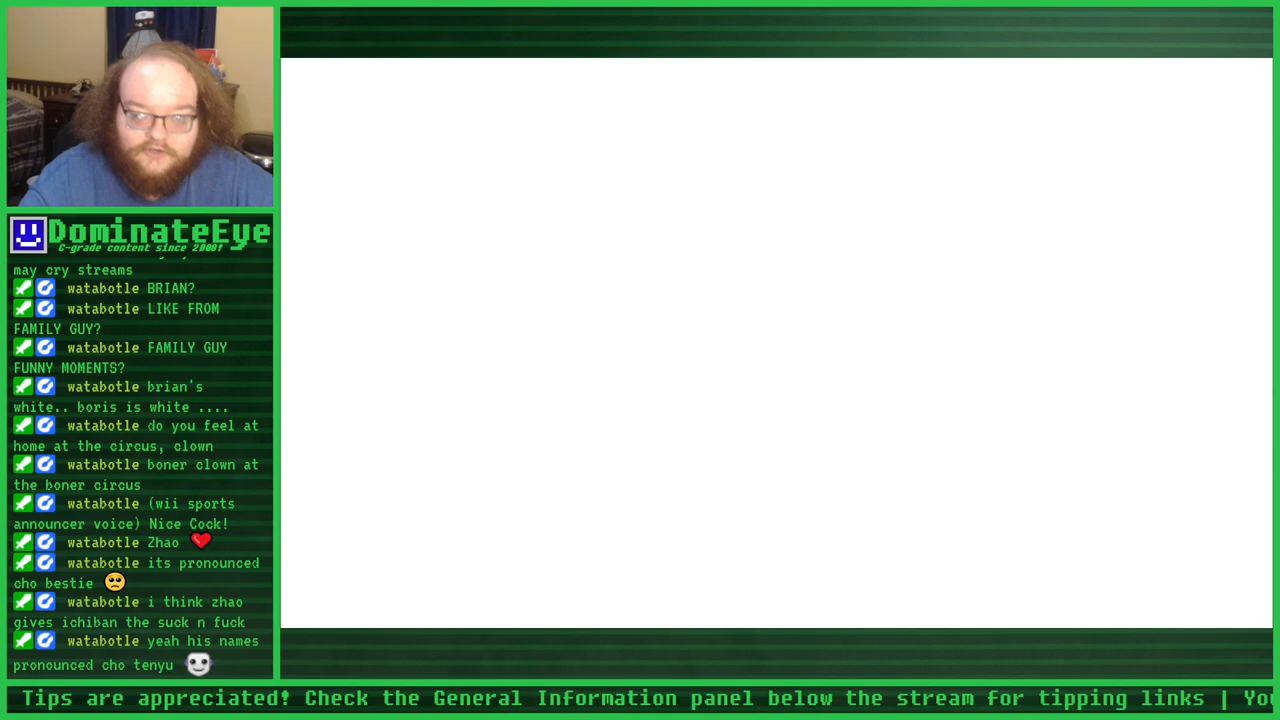 DominateEye
C-grade content since 2008!
may cry streams
watabotle BRIAN?
watabotle LIKE FROM
FAMILY GUY?
watabotle FAMILY GUY
FUNNY MOMENTS?
watabotle brian's
white.. boris is white ....
watabotle do you feel at
home at the circus, clown
watabotle boner clown at
the boner circus
watabotle (wii sports
announcer voice) Nice Cock!
watabotle Zhao ❤️
watabotle its pronounced
cho bestie 🥺
watabotle i think zhao
gives ichiban the suck n fuck
watabotle yeah his names
pronounced cho tenyu
Tips are appreciated! Check the General Information panel below the stream for tipping links |